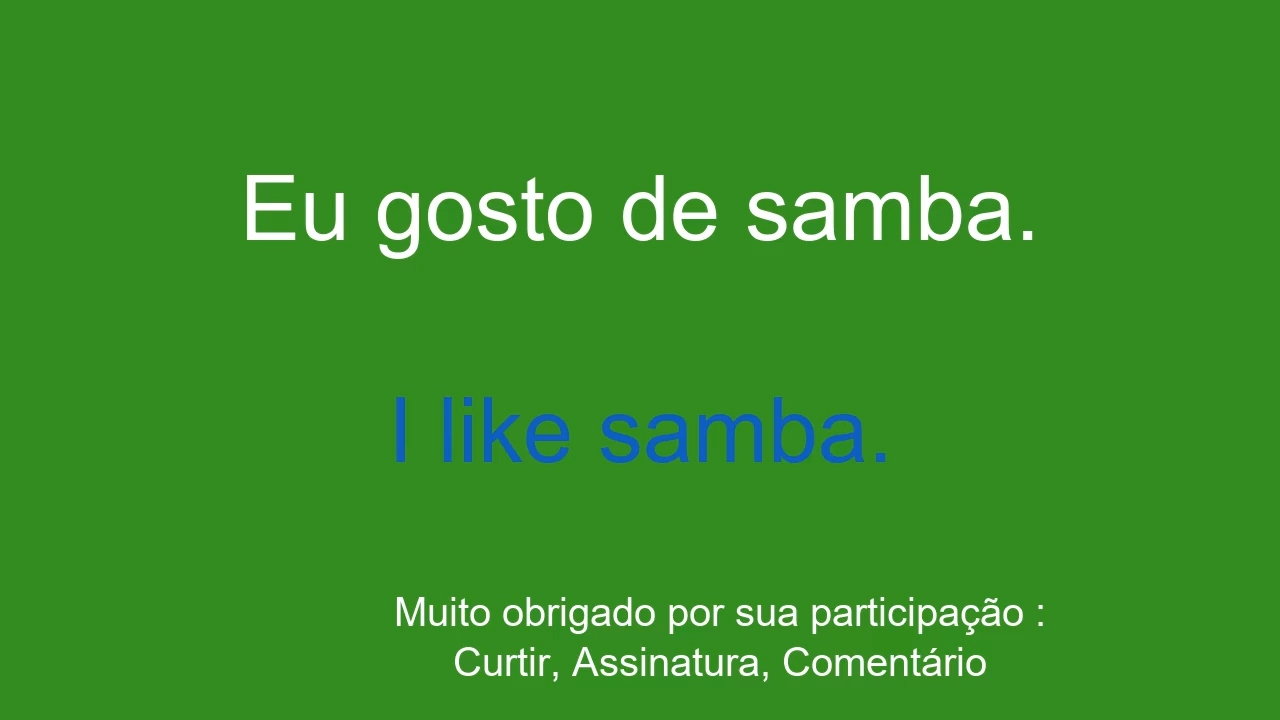 Eu gosto de samba.
I like samba.
Muito obrigado por sua participação :
Curtir, Assinatura, Comentário